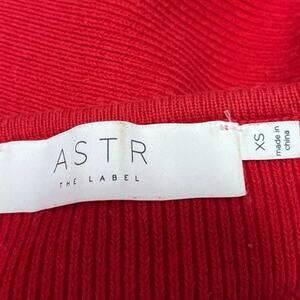 ASTR
THE LABEL
XS
made in
china